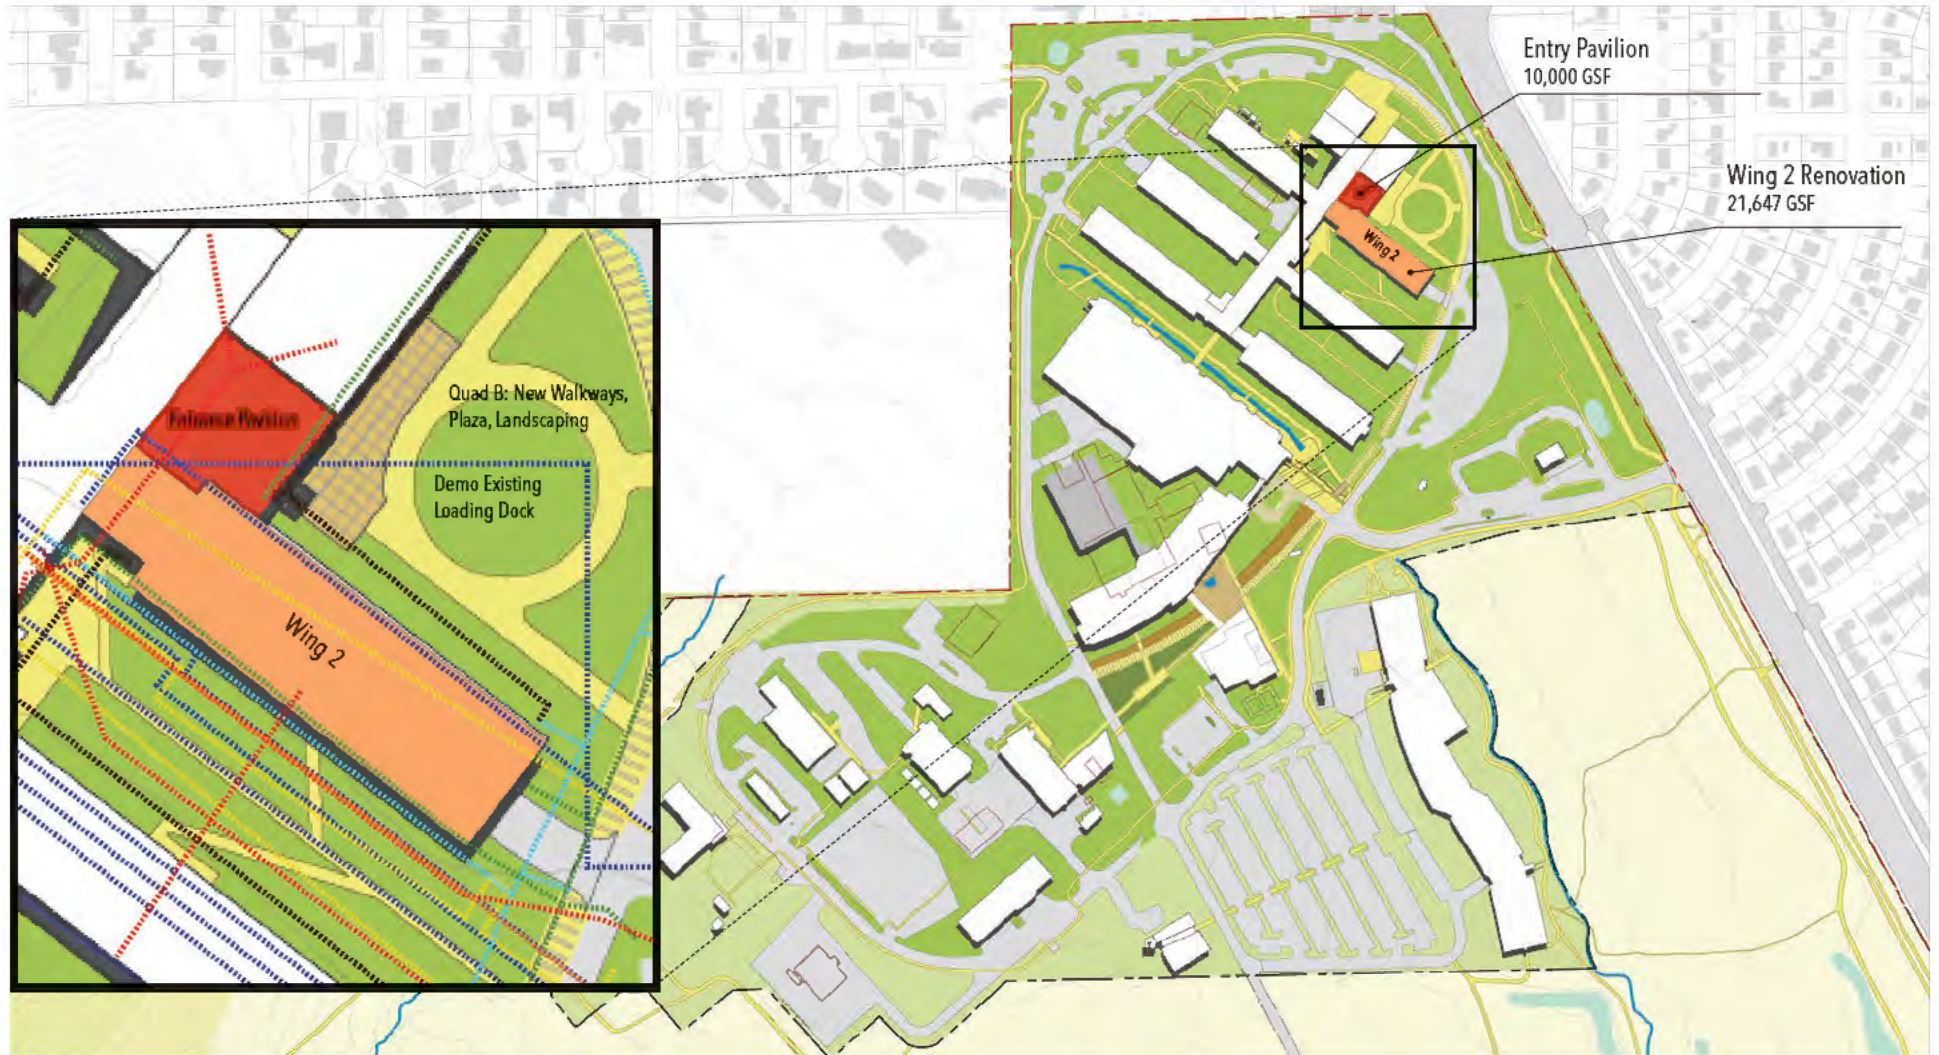 Entry Pavilion
10,000 GSF
Wing 2 Renovation
21,647 GSF
Wing 2
Quad B: New Walkways,
Plaza, Landscaping
Entrance Pavilion
Demo Existing
Loading Dock
Wing 2